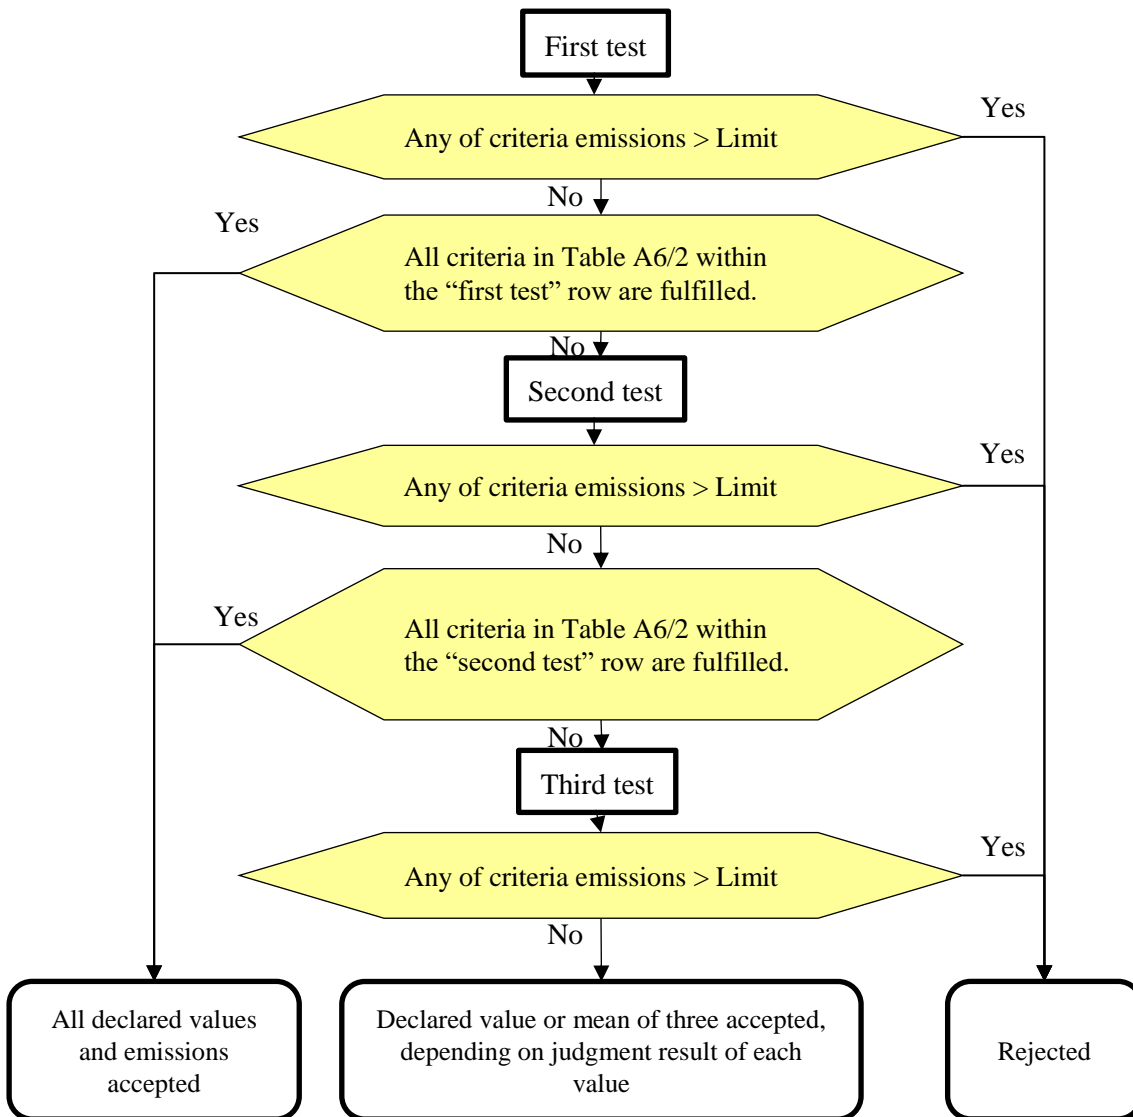 First test
Any of criteria emissions > Limit
Yes
No
Yes
All criteria in Table A6/2 within
the “first test” row are fulfilled.
No
Second test
Any of criteria emissions > Limit
Yes
No
Yes
All criteria in Table A6/2 within
the “second test” row are fulfilled.
No
Third test
Any of criteria emissions > Limit
Yes
No
All declared values
and emissions
accepted
Declared value or mean of three accepted,
depending on judgment result of each
value
Rejected